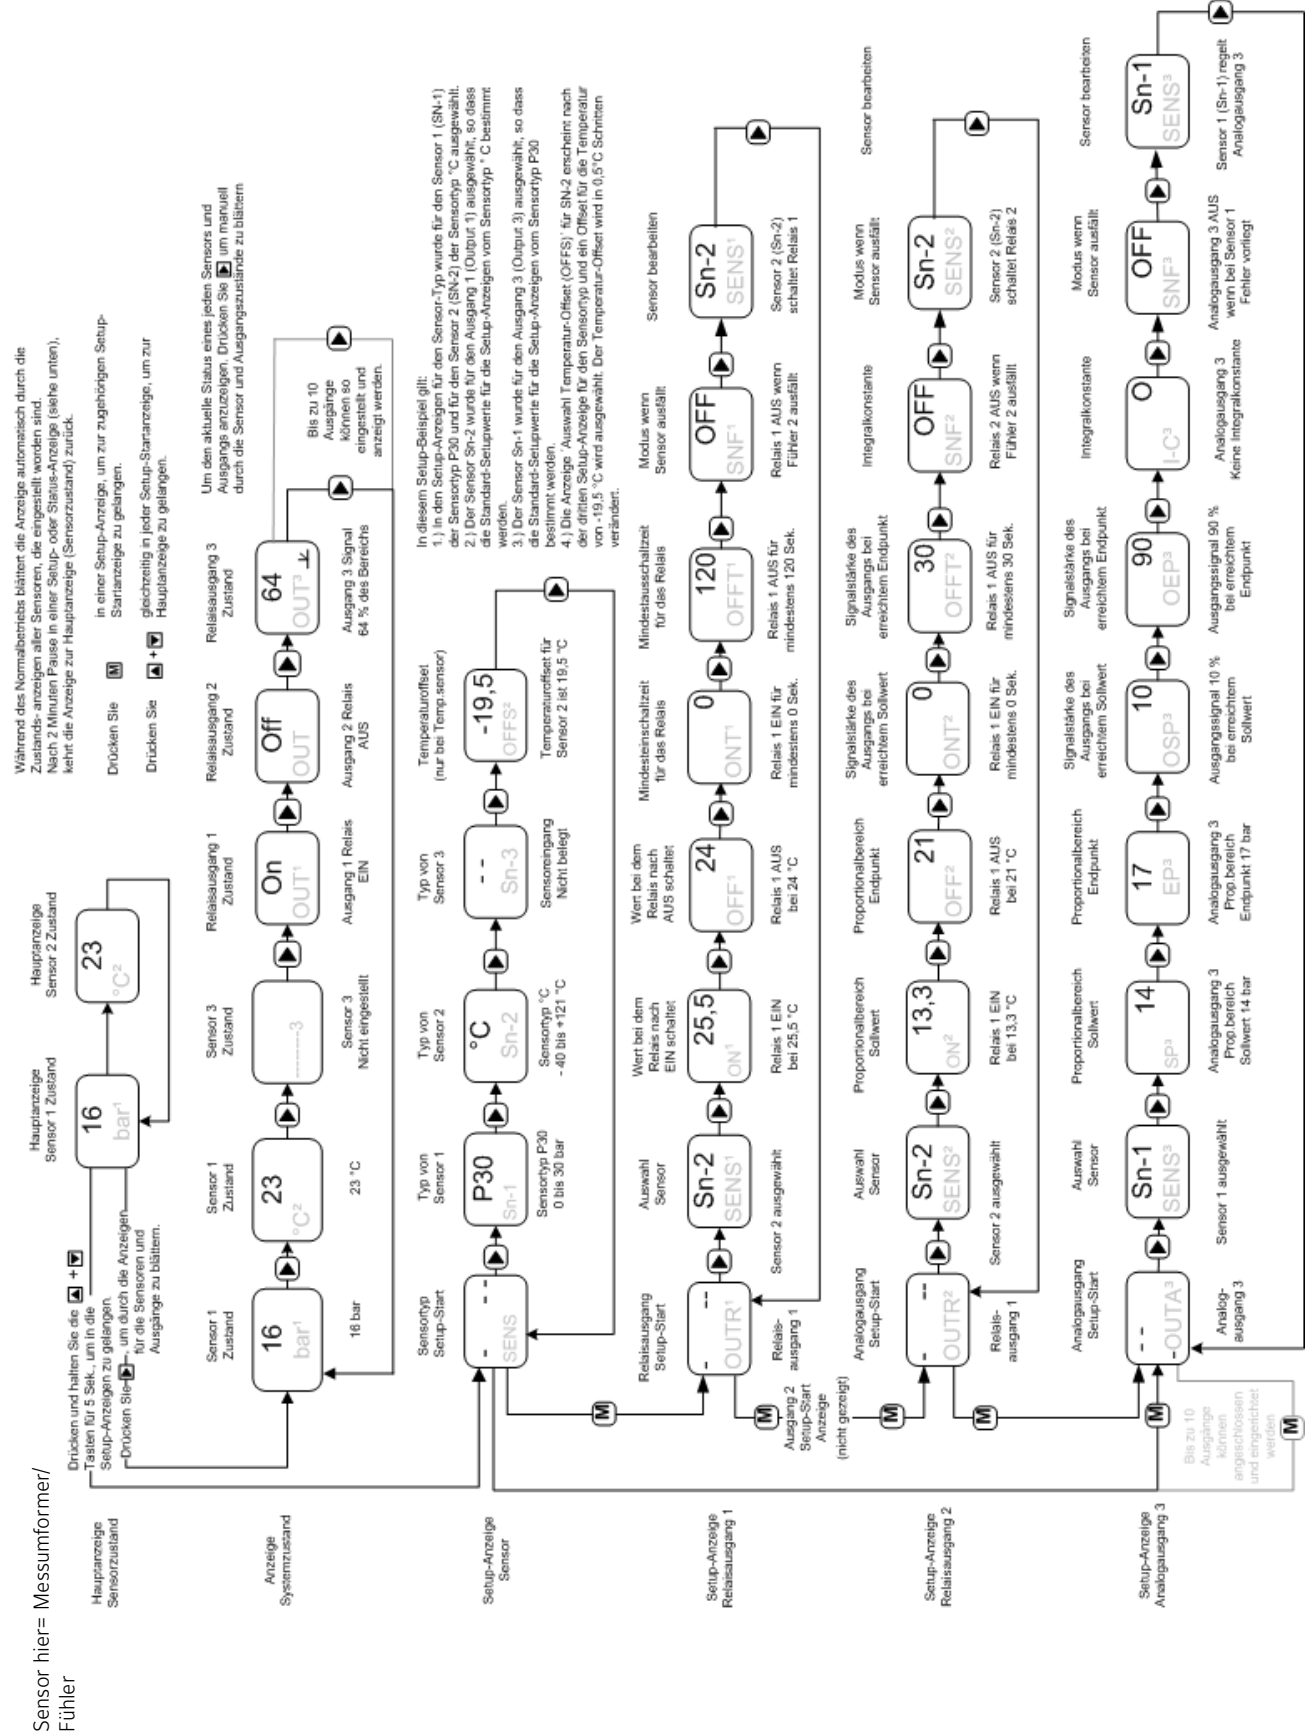 Sensor hier= Messumformer/
Fühler
Hauptanzeige
Sensorzustand
Drücken und halten Sie die ▲ + ▼
Tasten für 5 Sek., um in die
Setup-Anzeigen zu gelangen.
Drücken Sie ▶, um durch die Anzeigen
für die Sensoren und
Ausgänge zu blättern.
Hauptanzeige
Sensor 1 Zustand
16
bar¹
Hauptanzeige
Sensor 2 Zustand
23
°C²
Während des Normalbetriebs blättert die Anzeige automatisch durch die
Zustands- anzeigen aller Sensoren, die eingestellt worden sind.
Nach 2 Minuten Pause in einer Setup- oder Status-Anzeige (siehe unten),
kehrt die Anzeige zur Hauptanzeige (Sensorzustand) zurück.
Drücken Sie M in einer Setup-Anzeige, um zur zugehörigen Setup-
Startanzeige zu gelangen.
Drücken Sie ▲+▼ gleichzeitig in jeder Setup-Startanzeige, um zur
Hauptanzeige zu gelangen.
Anzeige
Systemzustand
Sensor 1
Zustand
16
bar¹
16 bar
Sensor 1
Zustand
23
°C²
23 °C
Sensor 3
Zustand
------3
Sensor 3
Nicht eingestellt
Relaisausgang 1
Zustand
On
OUT¹
Ausgang 1 Relais
EIN
Relaisausgang 2
Zustand
Off
OUT
Ausgang 2 Relais
AUS
Relaisausgang 3
Zustand
64
OUT³
Ausgang 3 Signal
64 % des Bereichs
Um den aktuelle Status eines jeden Sensors und
Ausgangs anzuzeigen. Drücken Sie ▶ um manuell
durch die Sensor und Ausgangszustände zu blättern
Bis zu 10
Ausgänge
können so
eingestellt und
anzeigt werden.
Setup-Anzeige
Sensor
Sensortyp
Setup-Start
- --
SENS
Typ von
Sensor 1
P30
Sn-1
Sensortyp P30
0 bis 30 bar
Typ von
Sensor 2
°C
Sn-2
Sensortyp °C
- 40 bis +121 °C
Typ von
Sensor 3
- -
Sn-3
Sensoreingang
Nicht belegt
Temperaturoffset
(nur bei Temp.sensor)
-19,5
OFFS²
Temperaturoffset für
Sensor 2 ist 19,5 °C
In diesem Setup-Beispiel gilt:
1.) In den Setup-Anzeigen für den Sensor-Typ wurde für den Sensor 1 (SN-1)
der Sensortyp P30 und für den Sensor 2 (SN-2) der Sensortyp °C ausgewählt.
2.) Der Sensor Sn-2 wurde für den Ausgang 1 (Output 1) ausgewählt, so dass
die Standard-Setupwerte für die Setup-Anzeigen vom Sensortyp ° C bestimmt
werden.
3.) Der Sensor Sn-1 wurde für den Ausgang 3 (Output 3) ausgewählt, so dass
die Standard-Setupwerte für die Setup-Anzeigen vom Sensortyp P30
bestimmt werden.
4.) Die Anzeige ´Auswahl Temperatur-Offset (OFFS)´ für SN-2 erscheint nach
der dritten Setup-Anzeige für den Sensortyp und ein Offset für die Temperatur
von -19,5 °C wird ausgewählt. Der Temperatur-Offset wird in 0,5°C Schritten
verändert.
Setup-Anzeige
Relaisausgang 1
Relaisausgang
Setup-Start
- --
OUTR¹
Relais-
ausgang 1
Auswahl
Sensor
Sn-2
SENS¹
Sensor 2 ausgewählt
Wert bei dem
Relais nach
EIN schaltet
25,5
ON¹
Relais 1 EIN
bei 25,5 °C
Wert bei dem
Relais nach
AUS schaltet
24
OFF¹
Relais 1 AUS
bei 24 °C
Mindesteinschaltzeit
für das Relais
0
ONT¹
Relais 1 EIN für
mindestens 0 Sek.
Mindestausschaltzeit
für das Relais
120
OFFT¹
Relais 1 AUS für
mindestens 120 Sek.
Modus wenn
Sensor ausfällt
OFF
SNF¹
Relais 1 AUS wenn
Fühler 2 ausfällt
Sensor bearbeiten
Sn-2
SENS¹
Sensor 2 (Sn-2)
schaltet Relais 1
M
M
Ausgang 2
Setup-Start
Anzeige
(nicht gezeigt)
M
Setup-Anzeige
Relaisausgang 2
Analogausgang
Setup-Start
- --
OUTR²
Relais-
ausgang 1
Auswahl
Sensor
Sn-2
SENS²
Sensor 2 ausgewählt
Proportionalbereich
Sollwert
13,3
ON²
Relais 1 EIN
bei 13,3 °C
Proportionalbereich
Endpunkt
21
OFF²
Relais 1 AUS
bei 21 °C
Signalstärke des
Ausgangs bei
erreichtem Sollwert
0
ONT²
Relais 1 EIN für
mindestens 0 Sek.
Signalstärke des
Ausgangs bei
erreichtem Endpunkt
30
OFFT²
Relais 1 AUS für
mindestens 30 Sek.
Integralkonstante
OFF
SNF²
Relais 2 AUS wenn
Fühler 2 ausfällt
Modus wenn
Sensor ausfällt
Sn-2
SENS²
Sensor 2 (Sn-2)
schaltet Relais 2
Sensor bearbeiten
M
Setup-Anzeige
Analogausgang 3
Analogausgang
Setup-Start
- --
OUTA³
Analog-
ausgang 3
Auswahl
Sensor
Sn-1
SENS³
Sensor 1 ausgewählt
Proportionalbereich
Sollwert
14
SP³
Analogausgang 3
Prop.bereich
Sollwert 14 bar
Proportionalbereich
Endpunkt
17
EP³
Analogausgang 3
Prop.bereich
Endpunkt 17 bar
Signalstärke des
Ausgangs bei
erreichtem Sollwert
10
OSP³
Ausgangssignal 10 %
bei erreichtem
Sollwert
Signalstärke des
Ausgangs bei
erreichtem Endpunkt
90
OEP³
Ausgangssignal 90 %
bei erreichtem
Endpunkt
Integralkonstante
O
I-C³
Analogausgang 3
Keine Integralkonstante
Modus wenn
Sensor ausfällt
OFF
SNF³
Analogausgang 3 AUS
wenn bei Sensor 1
Fehler vorliegt
Sensor bearbeiten
Sn-1
SENS³
Sensor 1 (Sn-1) regelt
Analogausgang 3
M
Bis zu 10
Ausgänge
können
angeschlossen
und eingerichtet
werden
M